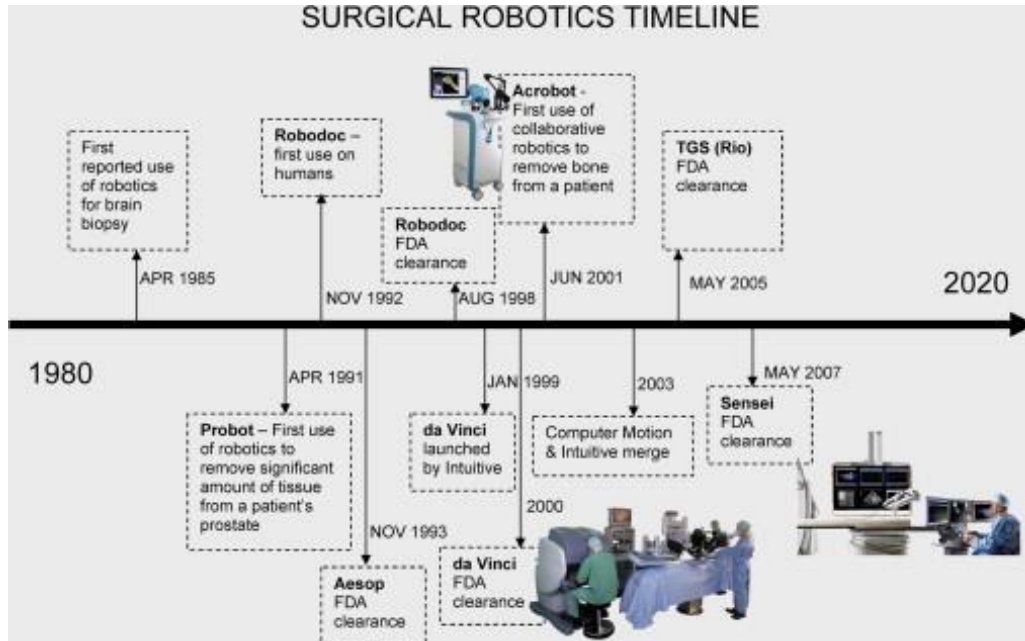 SURGICAL ROBOTICS TIMELINE
First
reported use
of robotics
for brain
biopsy
APR 1985
Robodoc –
first use on
humans
NOV 1992
Robodoc
FDA
clearance
AUG 1998
Acrobot -
First use of
collaborative
robotics to
remove bone
from a patient
JUN 2001
TGS (Rio)
FDA
clearance
MAY 2005
2020
1980
APR 1991
Probot – First use
of robotics to
remove significant
amount of tissue
from a patient's
prostate
NOV 1993
Aesop
FDA
clearance
JAN 1999
da Vinci
launched
by Intuitive
2000
da Vinci
FDA
clearance
2003
Computer Motion
& Intuitive merge
MAY 2007
Sensei
FDA
clearance